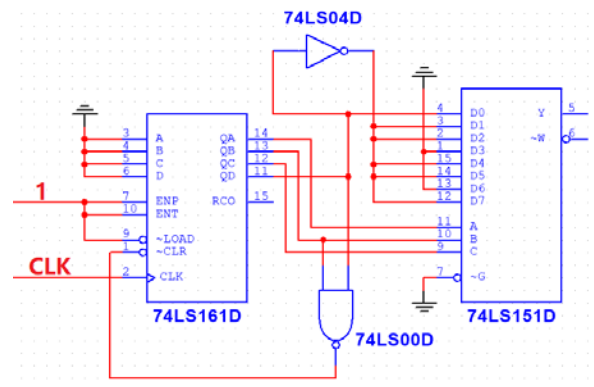 74LS04D
4 D0 Y 5
3 D1
2 D2 ~W 6
1 D3
15 D4
14 D5
13 D6
12 D7
11 A
10 B
9 C
7 ~G
74LS151D
3 A QA 14
4 B QB 13
5 C QC 12
6 D QD 11
1
7 ENP RCO 15
10 ENT
9 ~LOAD
1 ~CLR
CLK
2 CLK
74LS161D
74LS00D